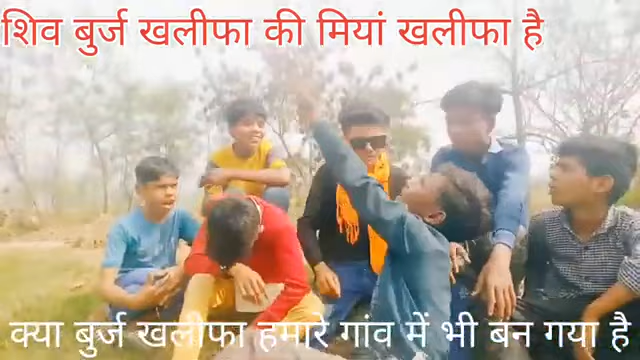 शिव बुर्ज खलीफा की मियां खलीफा है
क्या बुर्ज खलीफा हमारे गांव में भी बन गया है